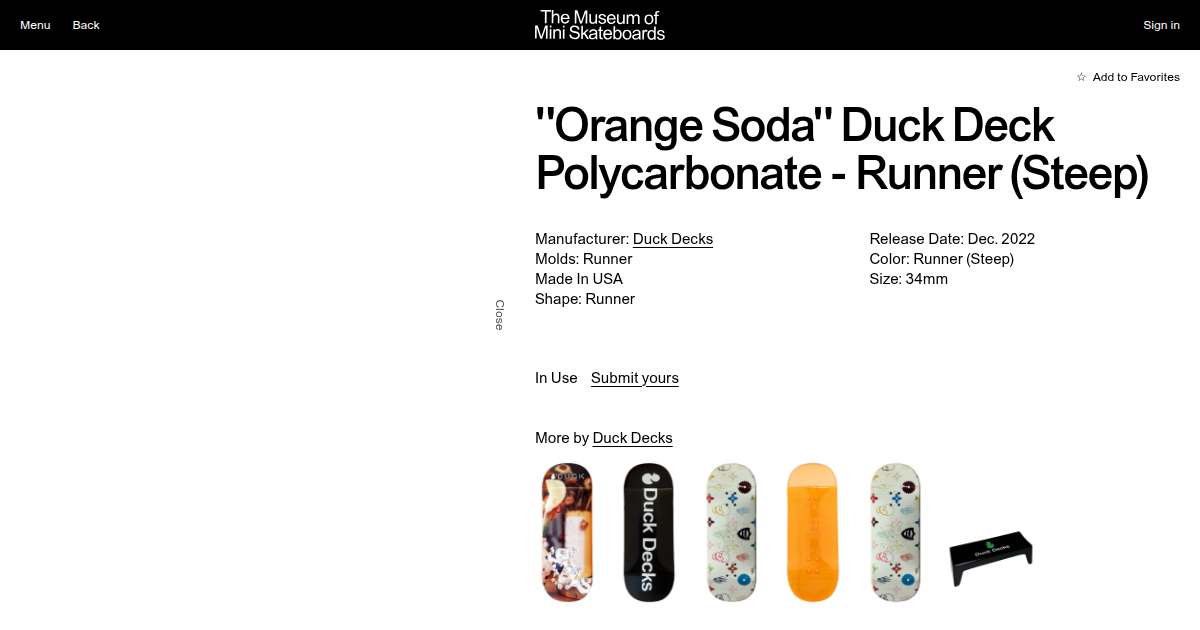 Menu
Back
The Museum of
Mini Skateboards
Sign in
☆ Add to Favorites
"Orange Soda" Duck Deck
Polycarbonate - Runner (Steep)
Manufacturer: Duck Decks
Molds: Runner
Made In USA
Shape: Runner
Release Date: Dec. 2022
Color: Runner (Steep)
Size: 34mm
Close
In Use Submit yours
More by Duck Decks
DUCK
Duck Decks
Duck Decks